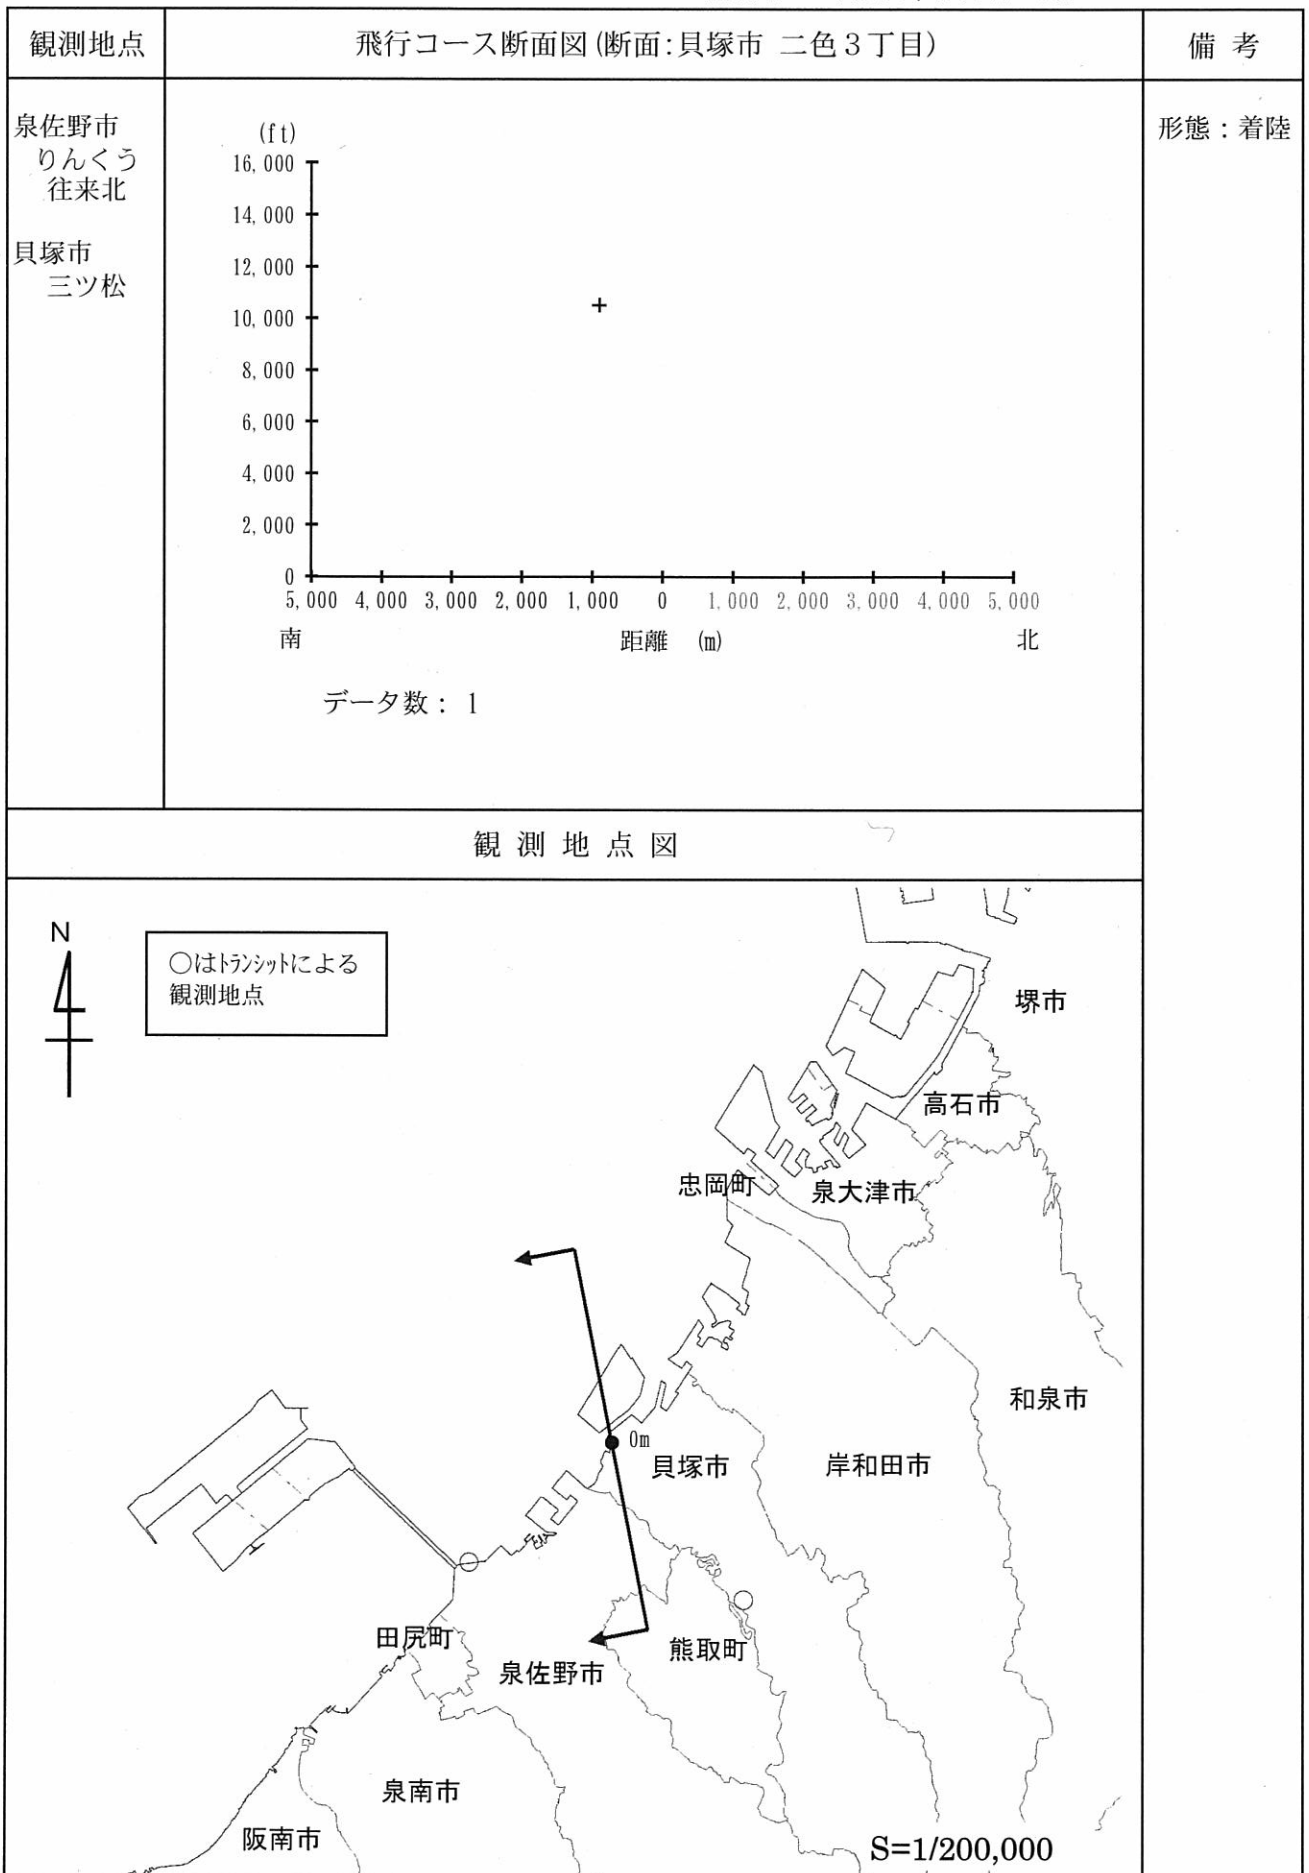 観測地点
飛行コース断面図(断面:貝塚市 二色3丁目)
備 考
泉佐野市
りんくう
往来北
貝塚市
三ツ松
形態:着陸
(ft)
16,000
14,000
12,000
10,000
8,000
6,000
4,000
2,000
0
5,000 4,000 3,000 2,000 1,000 0 1,000 2,000 3,000 4,000 5,000
南 距離 (m) 北
データ数: 1
観 測 地 点 図
N
○はトランシットによる
観測地点
堺市
高石市
忠岡町
泉大津市
和泉市
0m
貝塚市
岸和田市
田尻町
泉佐野市
熊取町
泉南市
阪南市
S=1/200,000